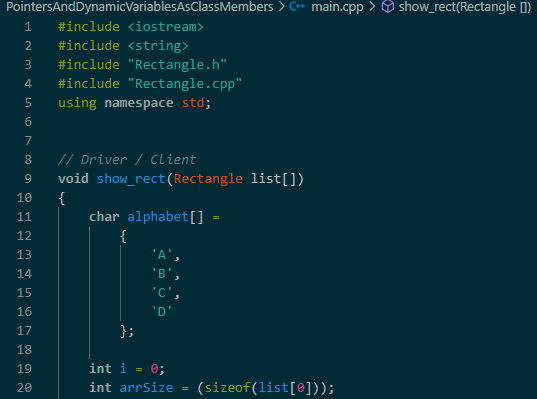 PointersAndDynamicVariablesAsClassMembers > C++ main.cpp > show_rect(Rectangle [])
1 #include <iostream>
2 #include <string>
3 #include "Rectangle.h"
4 #include "Rectangle.cpp"
5 using namespace std;
6
7
8 // Driver / Client
9 void show_rect(Rectangle list[])
10 {
11     char alphabet[] =
12         {
13             'A',
14             'B',
15             'C',
16             'D'
17         };
18
19     int i = 0;
20     int arrSize = (sizeof(list[0]));